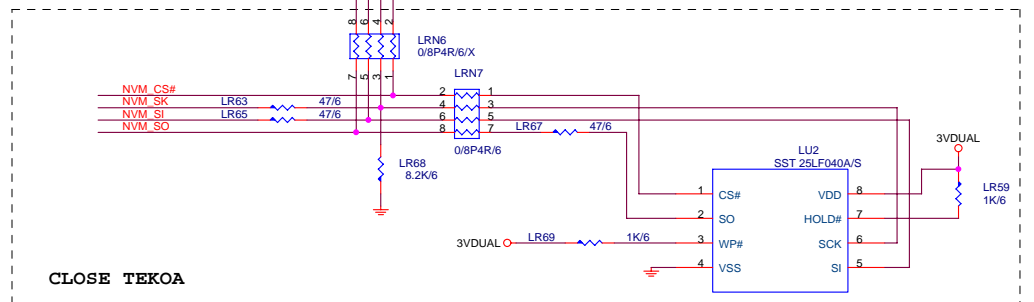 8 6 4 2
LRN6
0/8P4R/6/X
7 5 3 1
LRN7
NVM_CS#
2 1
NVM_SK LR63 47/6 4 3
NVM_SI LR65 47/6 6 5
NVM_SO 8 7 LR67 47/6
0/8P4R/6
3VDUAL
LR68
8.2K/6
LU2
SST 25LF040A/S
LR59
1K/6
1 CS# VDD 8
2 SO HOLD# 7
3VDUAL LR69 1K/6 3 WP# SCK 6
4 VSS SI 5
CLOSE TEKOA